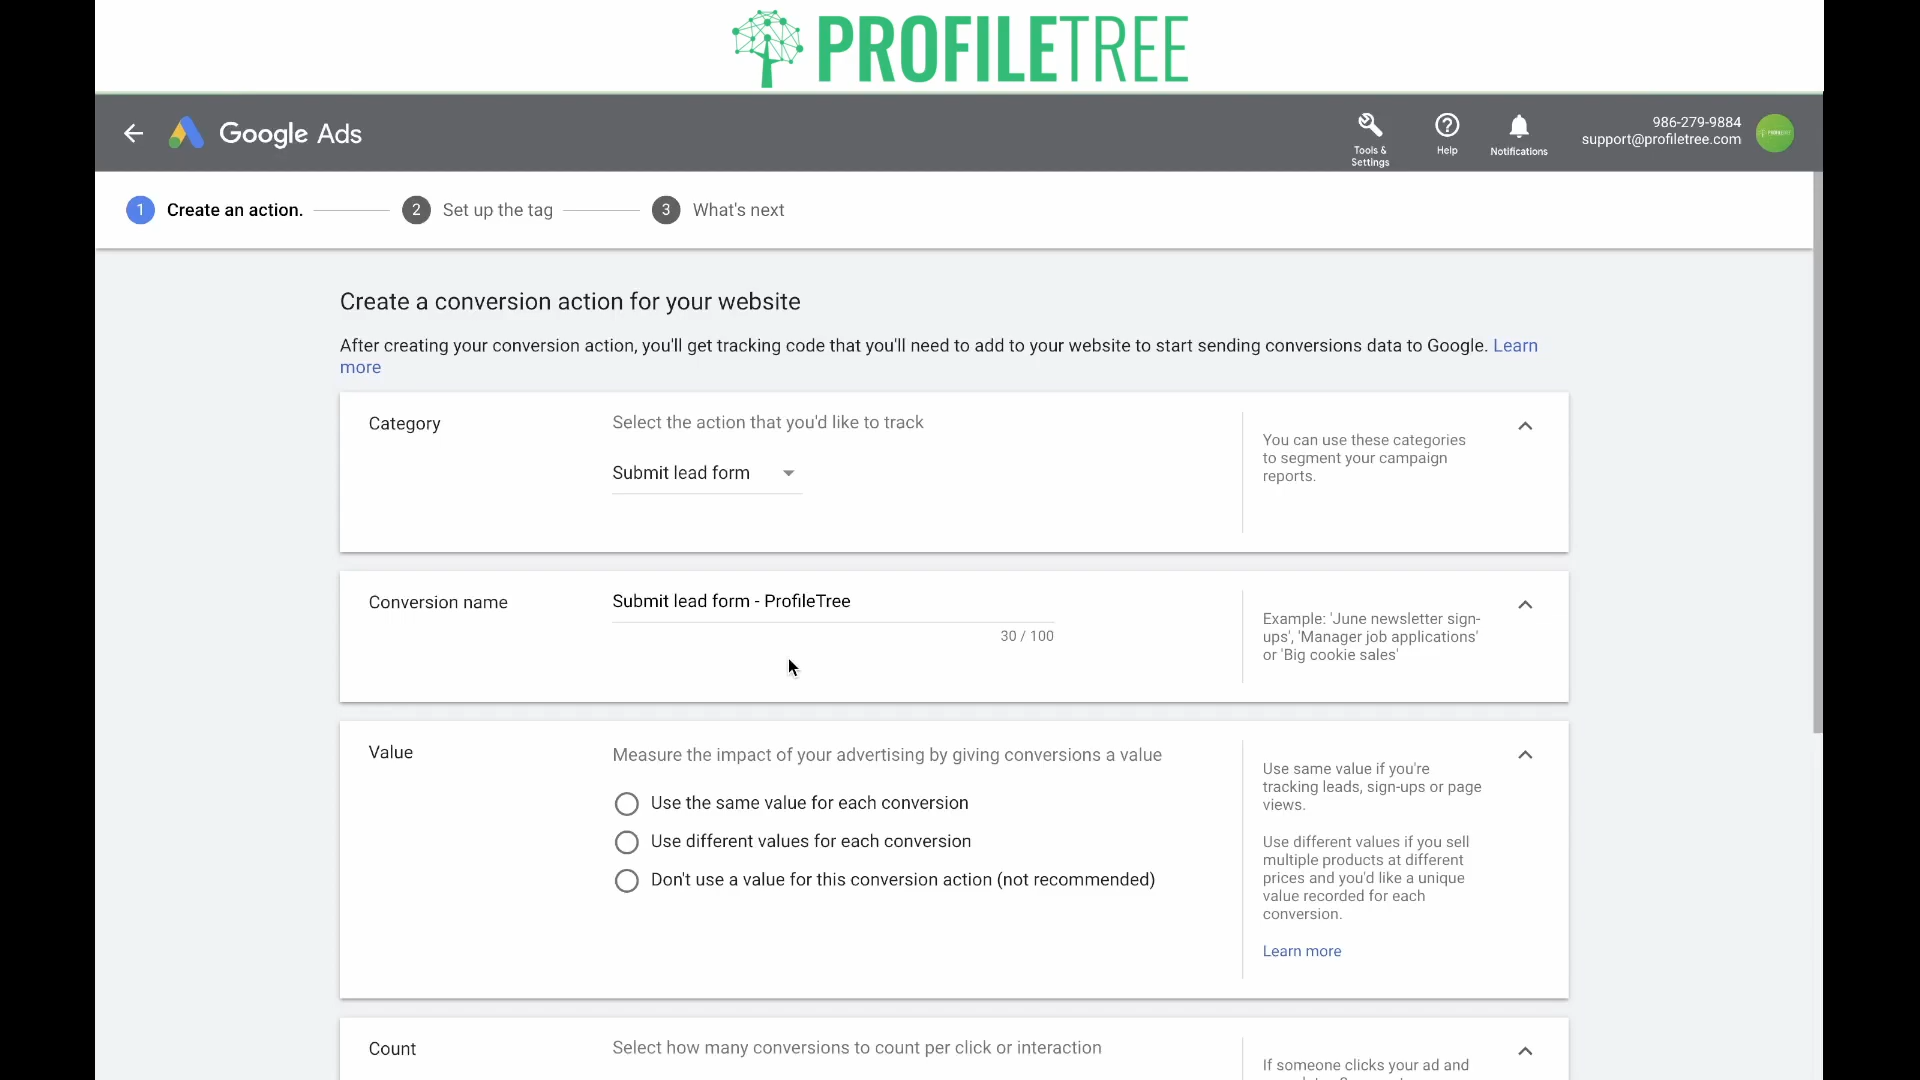 PROFILETREE
Google Ads
Tools &
Settings
Help
Notifications
986-279-9884
support@profiletree.com
1 Create an action.
2 Set up the tag
3 What's next
Create a conversion action for your website
After creating your conversion action, you'll get tracking code that you'll need to add to your website to start sending conversions data to Google. Learn
more
Category
Select the action that you'd like to track
Submit lead form
You can use these categories
to segment your campaign
reports.
Conversion name
Submit lead form - ProfileTree
30 / 100
Example: 'June newsletter sign-
ups', 'Manager job applications'
or 'Big cookie sales'
Value
Measure the impact of your advertising by giving conversions a value
Use the same value for each conversion
Use different values for each conversion
Don't use a value for this conversion action (not recommended)
Use same value if you're
tracking leads, sign-ups or page
views.
Use different values if you sell
multiple products at different
prices and you'd like a unique
value recorded for each
conversion.
Learn more
Count
Select how many conversions to count per click or interaction
If someone clicks your ad and